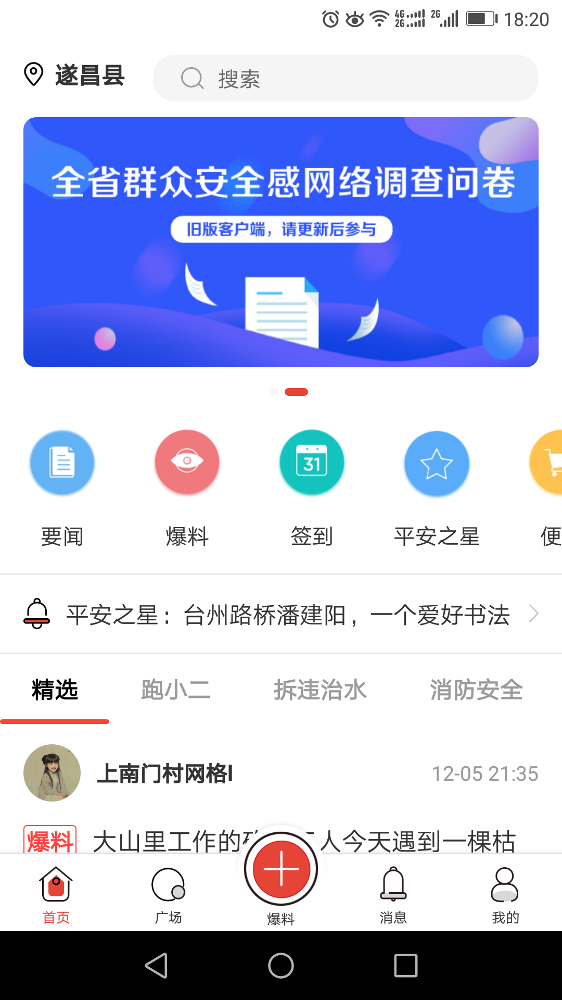 4G 2G 2G 18:20
遂昌县 搜索
全省群众安全感网络调查问卷
旧版客户端，请更新后参与
31
要闻 爆料 签到 平安之星 便
平安之星：台州路桥潘建阳，一个爱好书法
精选 跑小二 拆违治水 消防安全
上南门村网格I 12-05 21:35
爆料 大山里工作的 人今天遇到一棵枯
首页 广场 爆料 消息 我的